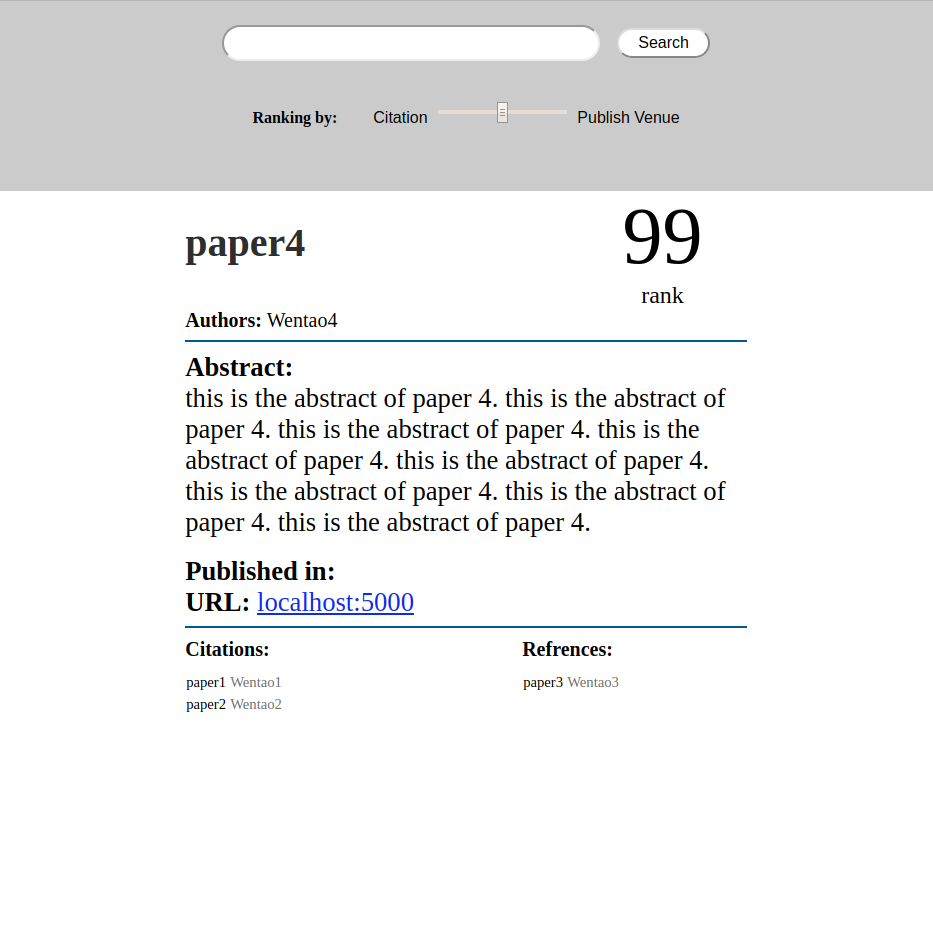 Search
Ranking by: Citation Publish Venue
paper4
99
rank
Authors: Wentao4
Abstract:
this is the abstract of paper 4. this is the abstract of
paper 4. this is the abstract of paper 4. this is the
abstract of paper 4. this is the abstract of paper 4.
this is the abstract of paper 4. this is the abstract of
paper 4. this is the abstract of paper 4.
Published in:
URL: localhost:5000
Citations:
paper1 Wentao1
paper2 Wentao2
Refrences:
paper3 Wentao3